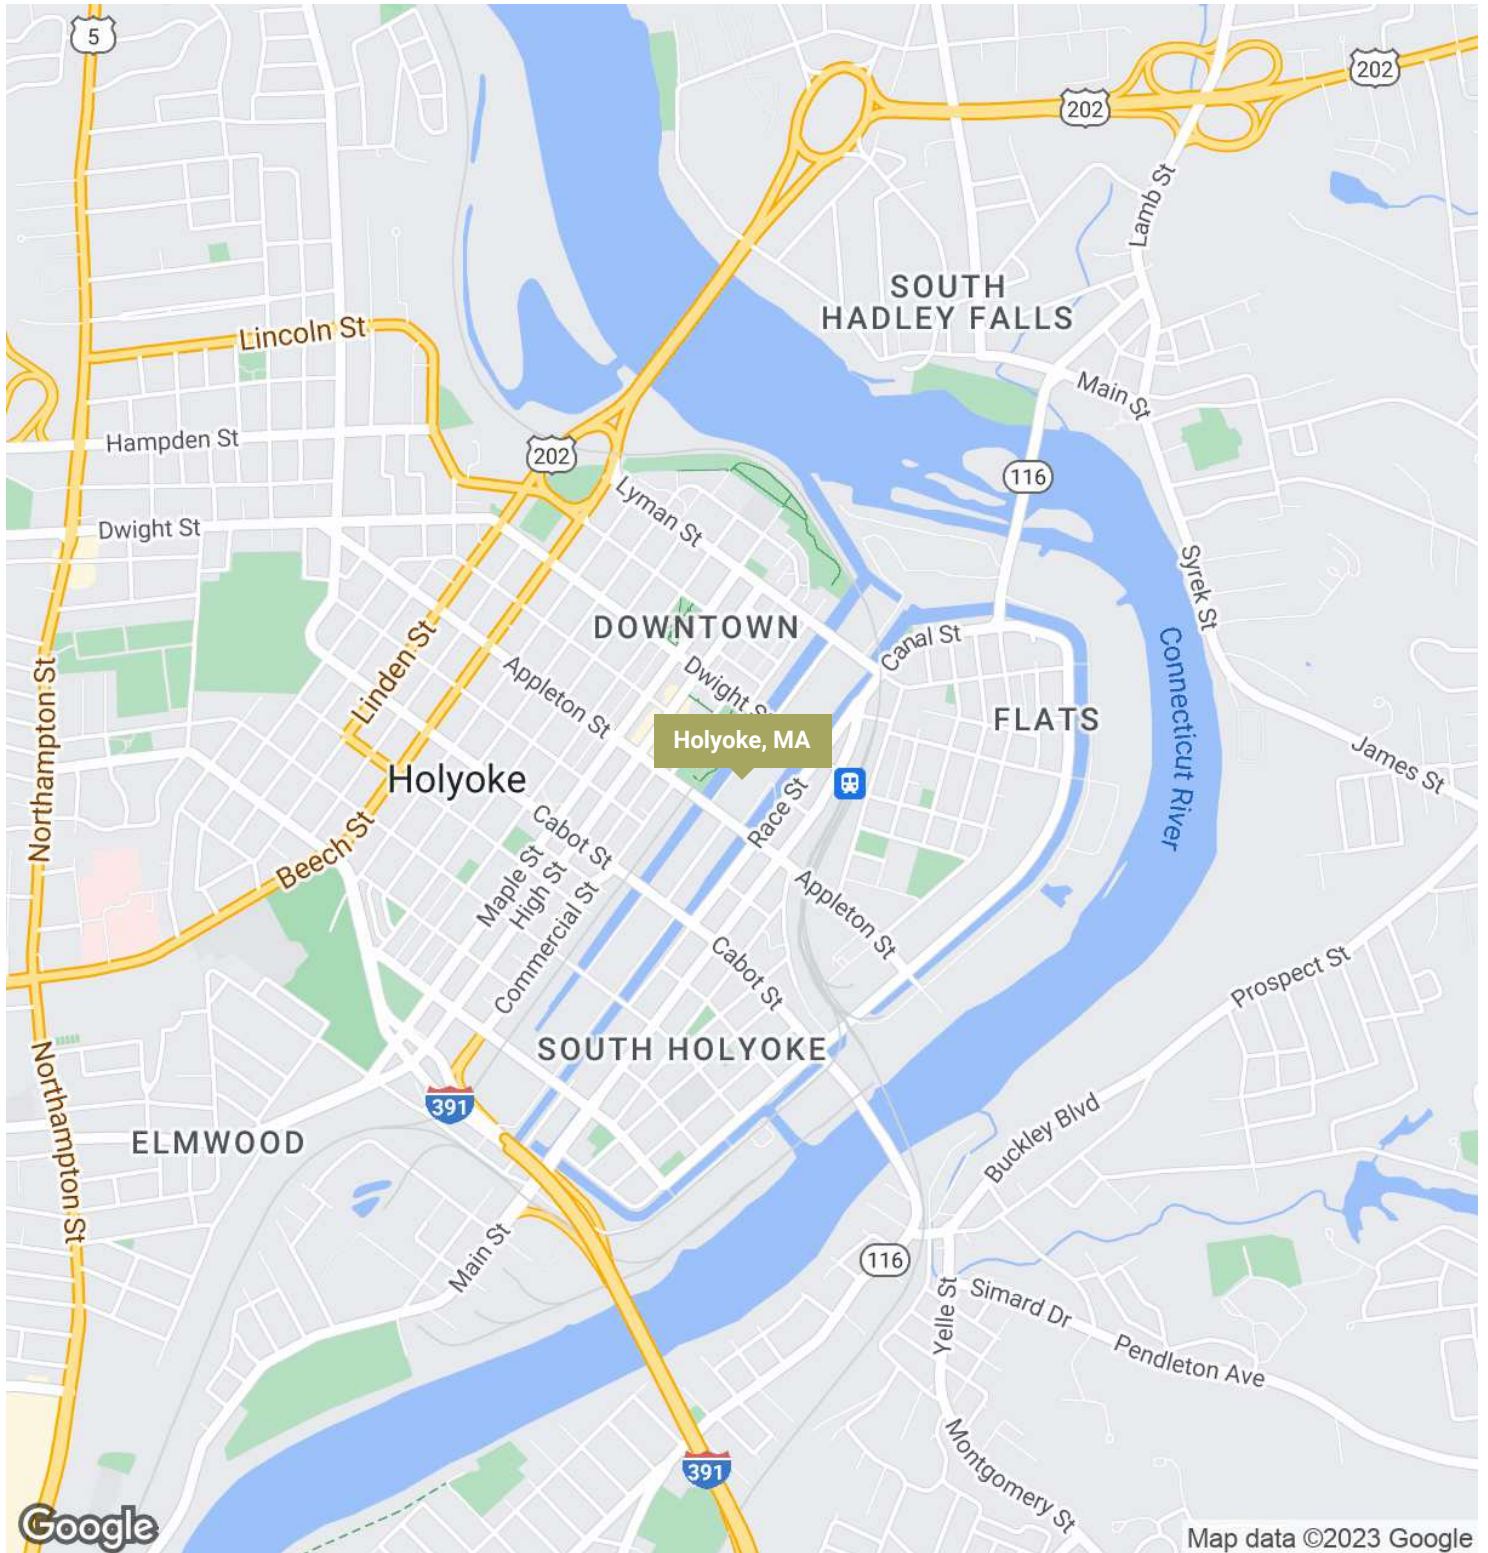 5
202
202
Lamb St
SOUTH
HADLEY FALLS
Lincoln St
Main St
Hampden St
202
116
Lyman St
Dwight St
Syrek St
DOWNTOWN
Canal St
Linden St
Appleton St
Dwight St
Connecticut River
FLATS
Northampton St
Holyoke, MA
James St
Holyoke
Race St
Cabot St
Beech St
Maple St
High St
Commercial St
Appleton St
Cabot St
Prospect St
SOUTH HOLYOKE
Northampton St
391
ELMWOOD
Buckley Blvd
Main St
116
Yelle St
Simard Dr
Pendleton Ave
Montgomery St
391
Google
Map data ©2023 Google